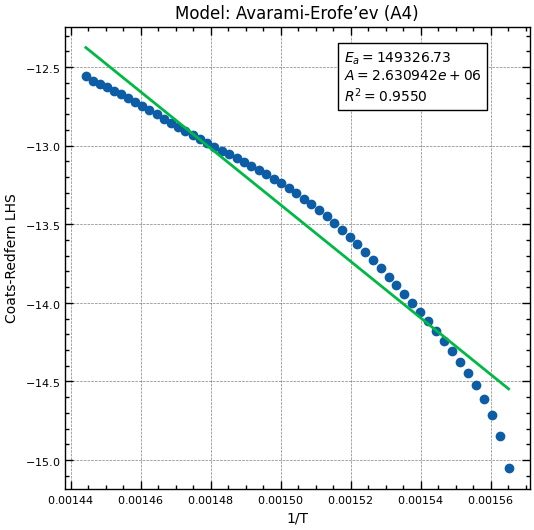 Model: Avarami-Erofe’ev (A4)
E_a = 149326.73
A = 2.630942e + 06
R² = 0.9550
Coats-Redfern LHS
−12.5
−13.0
−13.5
−14.0
−14.5
−15.0
0.00144 0.00146 0.00148 0.00150 0.00152 0.00154 0.00156
1/T